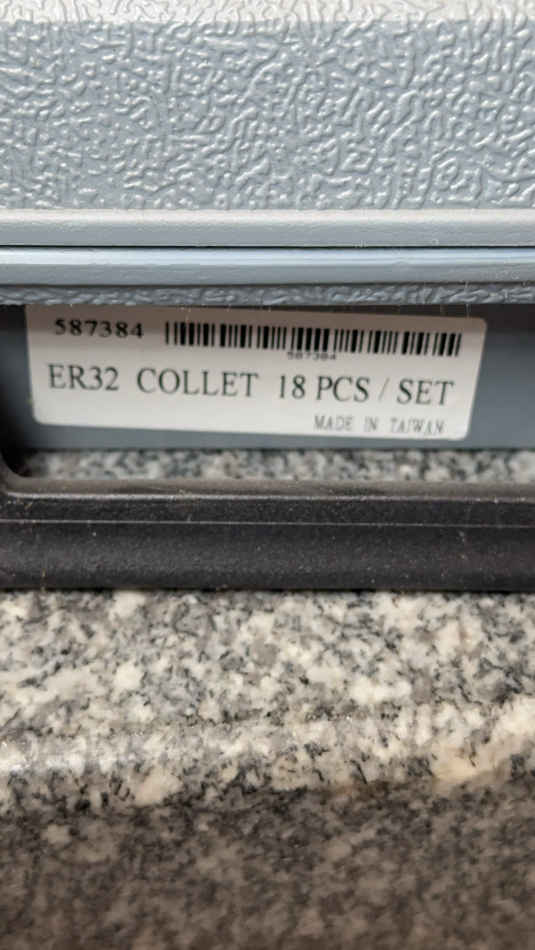 587384
587384
ER32 COLLET 18 PCS / SET
MADE IN TAIWAN